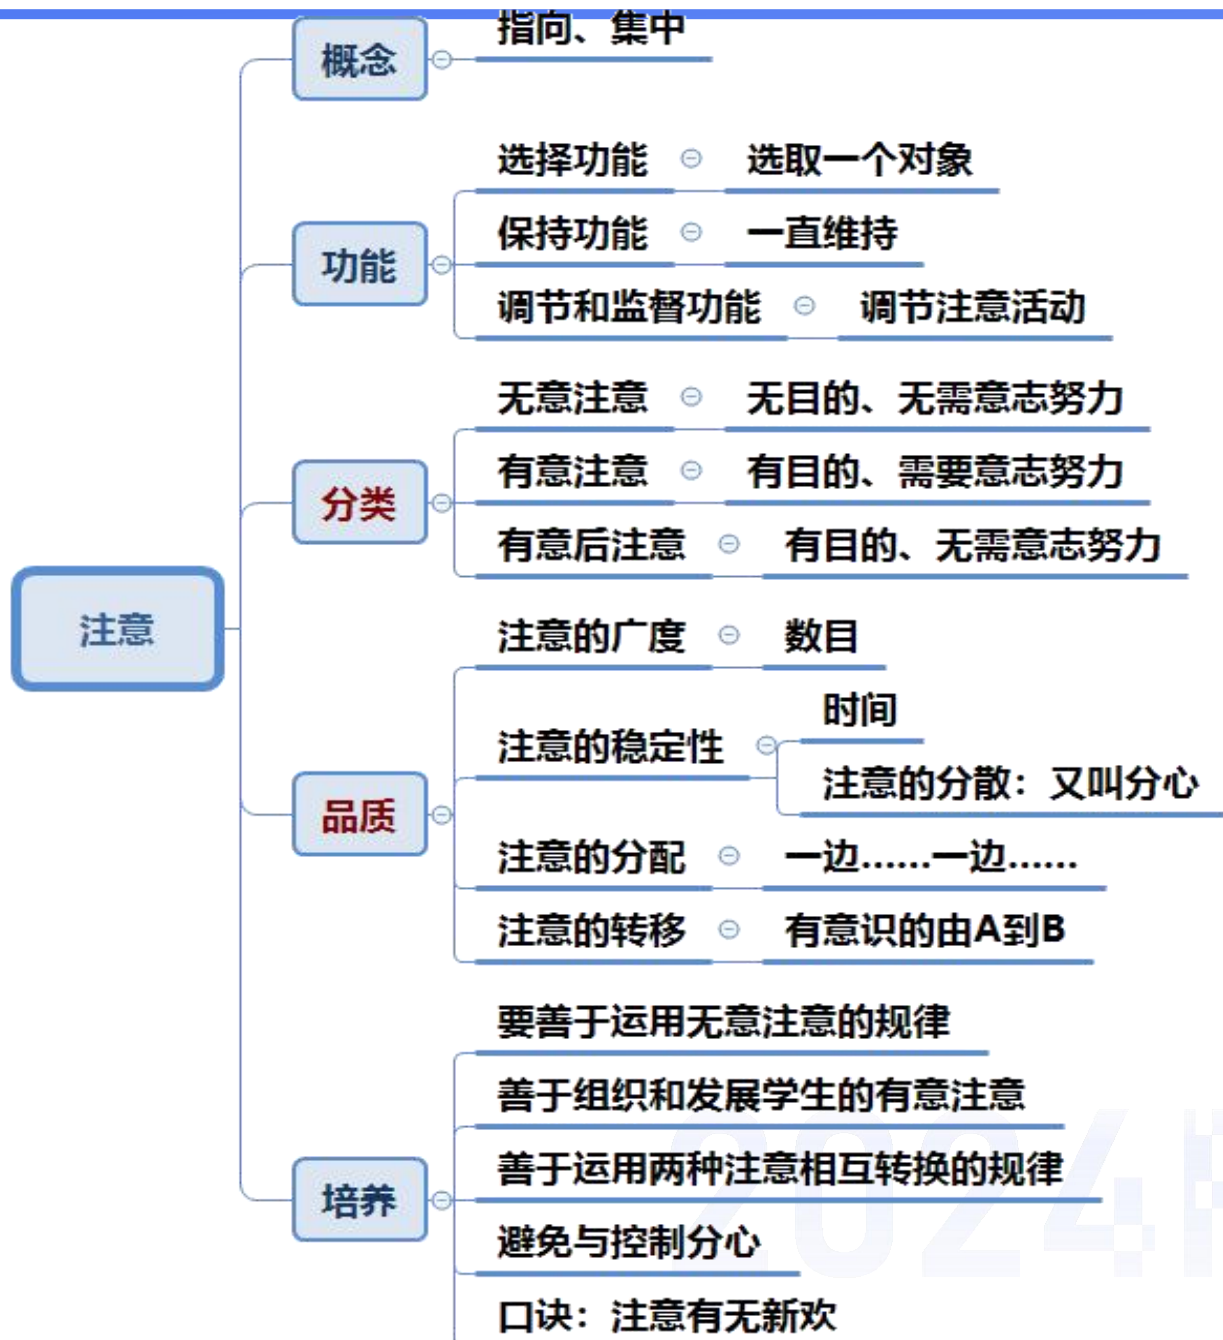 指向、集中
概念
选择功能 选取一个对象
保持功能 一直维持
功能
调节和监督功能 调节注意活动
无意注意 无目的、无需意志努力
有意注意 有目的、需要意志努力
分类
有意后注意 有目的、无需意志努力
注意
注意的广度 数目
时间
注意的稳定性
注意的分散：又叫分心
品质
注意的分配 一边……一边……
注意的转移 有意识的由A到B
要善于运用无意注意的规律
善于组织和发展学生的有意注意
善于运用两种注意相互转换的规律
培养
避免与控制分心
口诀：注意有无新欢
2024